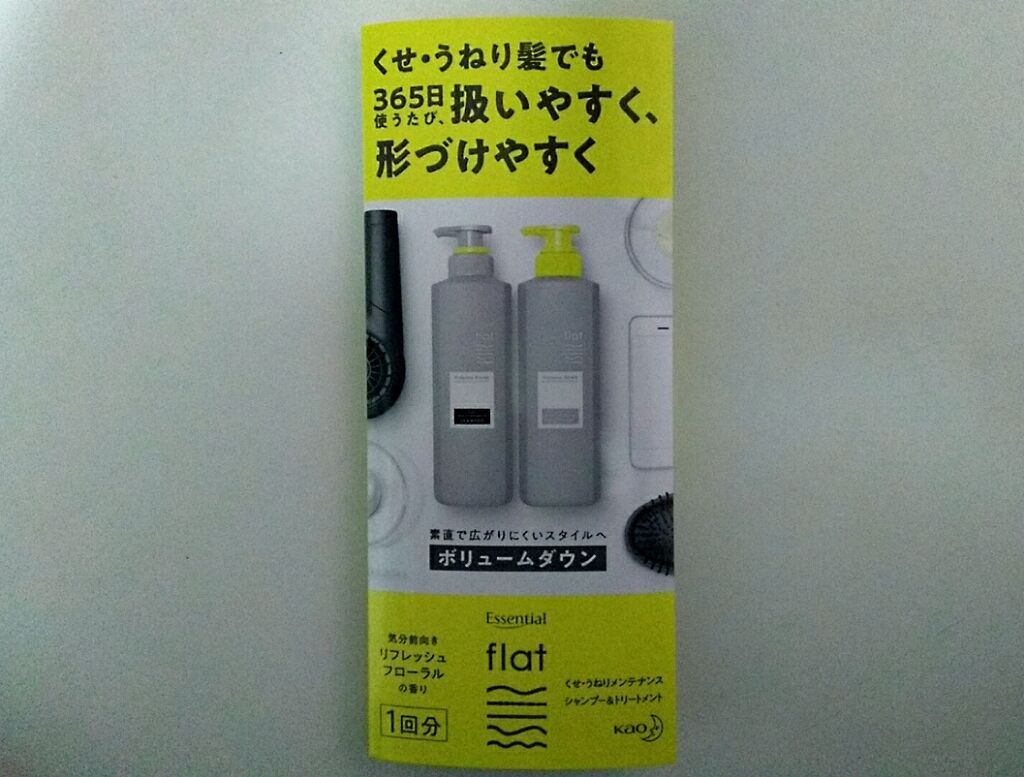 くせ・うねり髪でも
365日
使うたび、
扱いやすく、
形づけやすく
flat
flat
素直で広がりにくいスタイルへ
ボリュームダウン
Essential
flat
気分前向き
リフレッシュ
フローラル
の香り
1回分
くせ・うねりメンテナンス
シャンプー&トリートメント
Kao